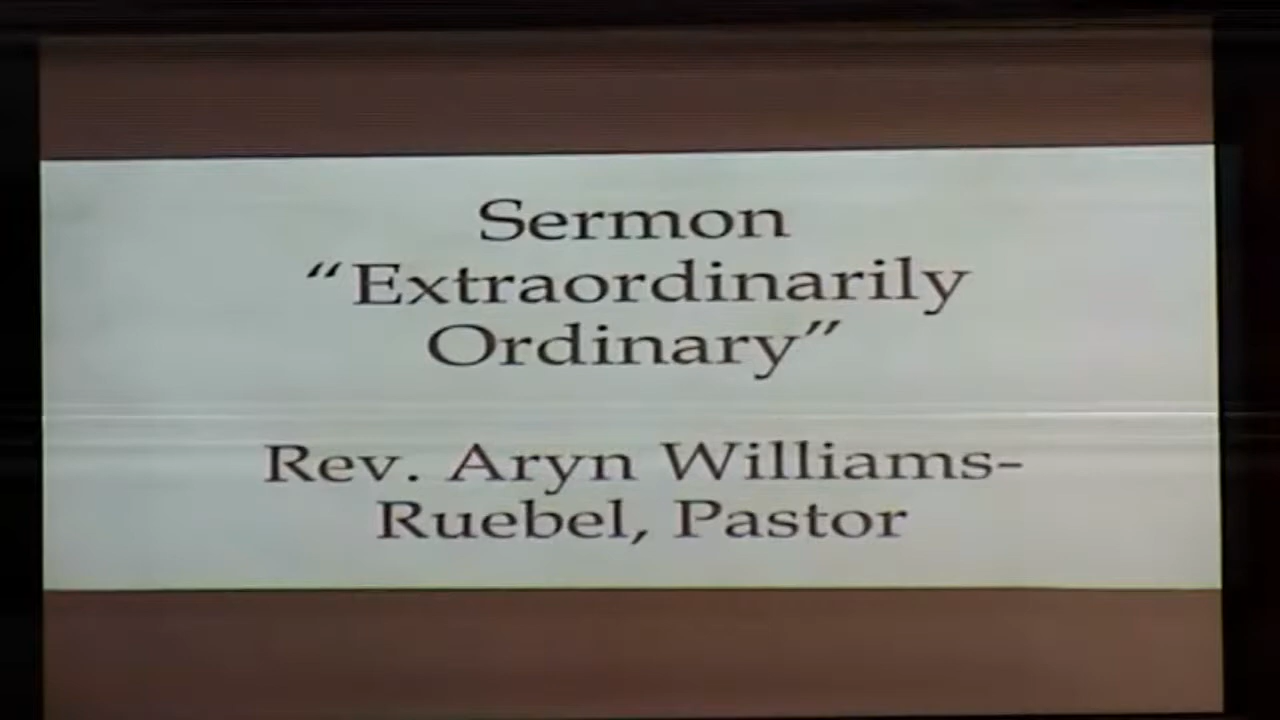 Sermon
“Extraordinarily
Ordinary”
Rev. Aryn Williams-
Ruebel, Pastor